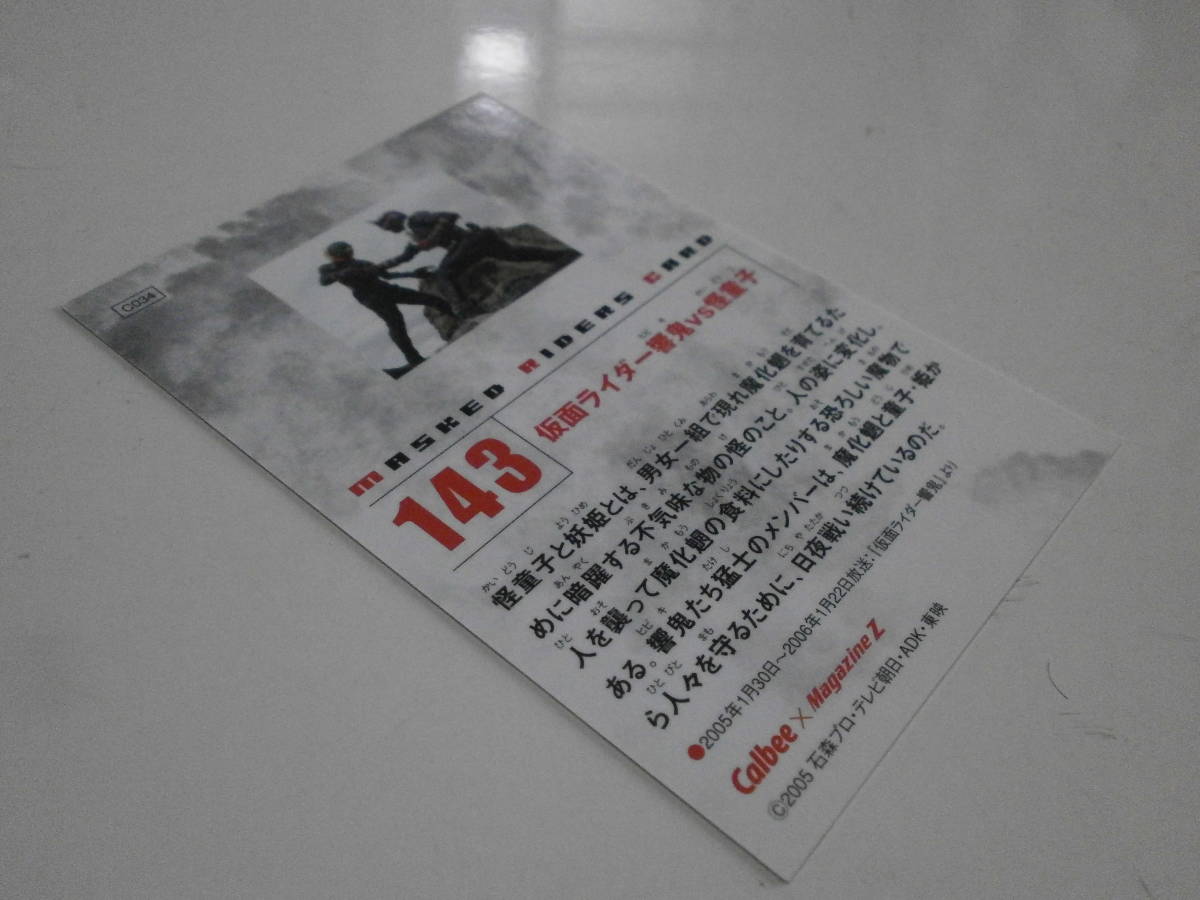 C034
MASKED RIDERS CARD
143
仮面ライダー響鬼vs怪童子
怪童子と妖姫とは、男女一組で現れ魔化魍を育てるた
めに暗躍する不気味な物の怪のこと。人の姿に変化し、
人を襲って魔化魍の食料にしたりする恐ろしい魔物で
ある。響鬼たち猛士のメンバーは、魔化魍と童子・姫か
ら人々を守るために、日夜戦い続けているのだ。
●2005年1月30日〜2006年1月22日放送:「仮面ライダー響鬼」より
Calbee × Magazine Z
©2005 石森プロ・テレビ朝日・ADK・東映